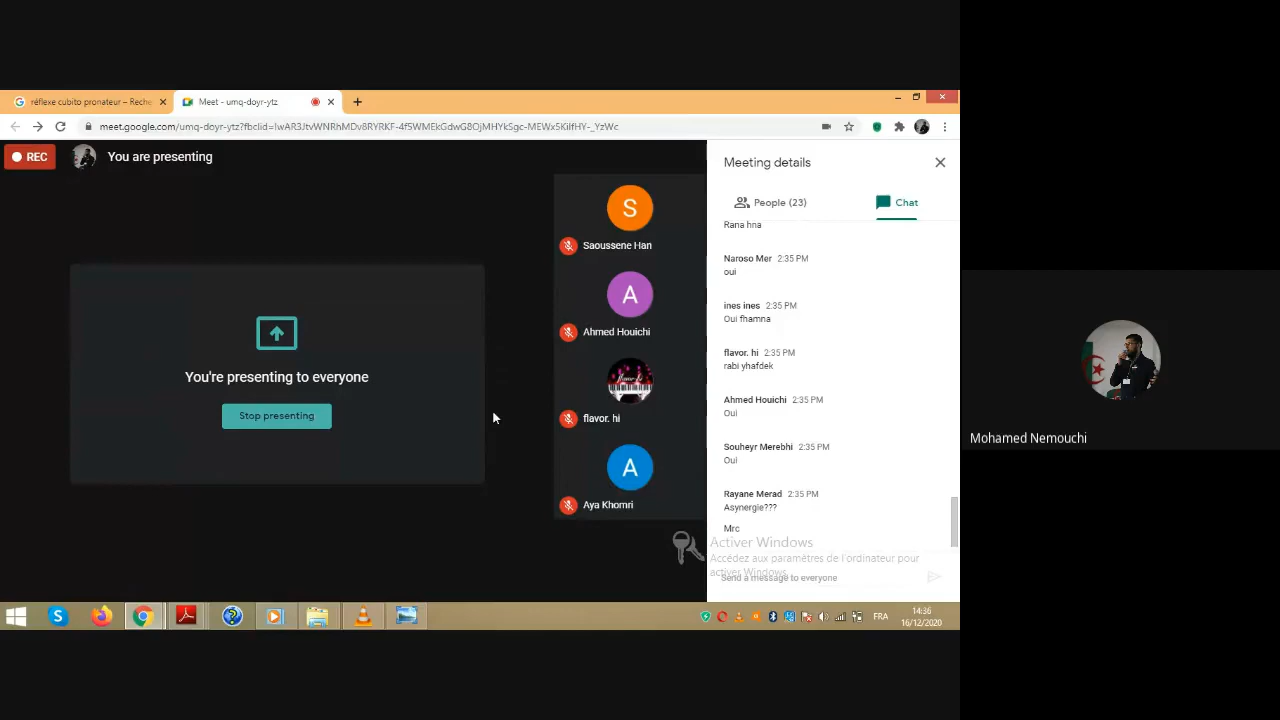 réflexe cubito pronateur – Reche
Meet - umq-doyr-ytz
meet.google.com/umq-doyr-ytz?fbclid=IwAR3JtvWNRhMDv8RYRKF-4f5WMEkGdwG8OjMHYkSgc-MEWx5KilfHY-_YzWc
REC
You are presenting
You're presenting to everyone
Stop presenting
S
Saoussene Han
A
Ahmed Houichi
flavor. hi
A
Aya Khomri
Meeting details
People (23)
Chat
Rana hna
Naroso Mer 2:35 PM
oui
ines ines 2:35 PM
Oui fhamna
flavor. hi 2:35 PM
rabi yhafdek
Ahmed Houichi 2:35 PM
Oui
Souheyr Merebhi 2:35 PM
Oui
Rayane Merad 2:35 PM
Asynergie???
Mrc
Activer Windows
Accédez aux paramètres de l'ordinateur pour
activer Windows.
Send a message to everyone
FRA
14:36
16/12/2020
Mohamed Nemouchi